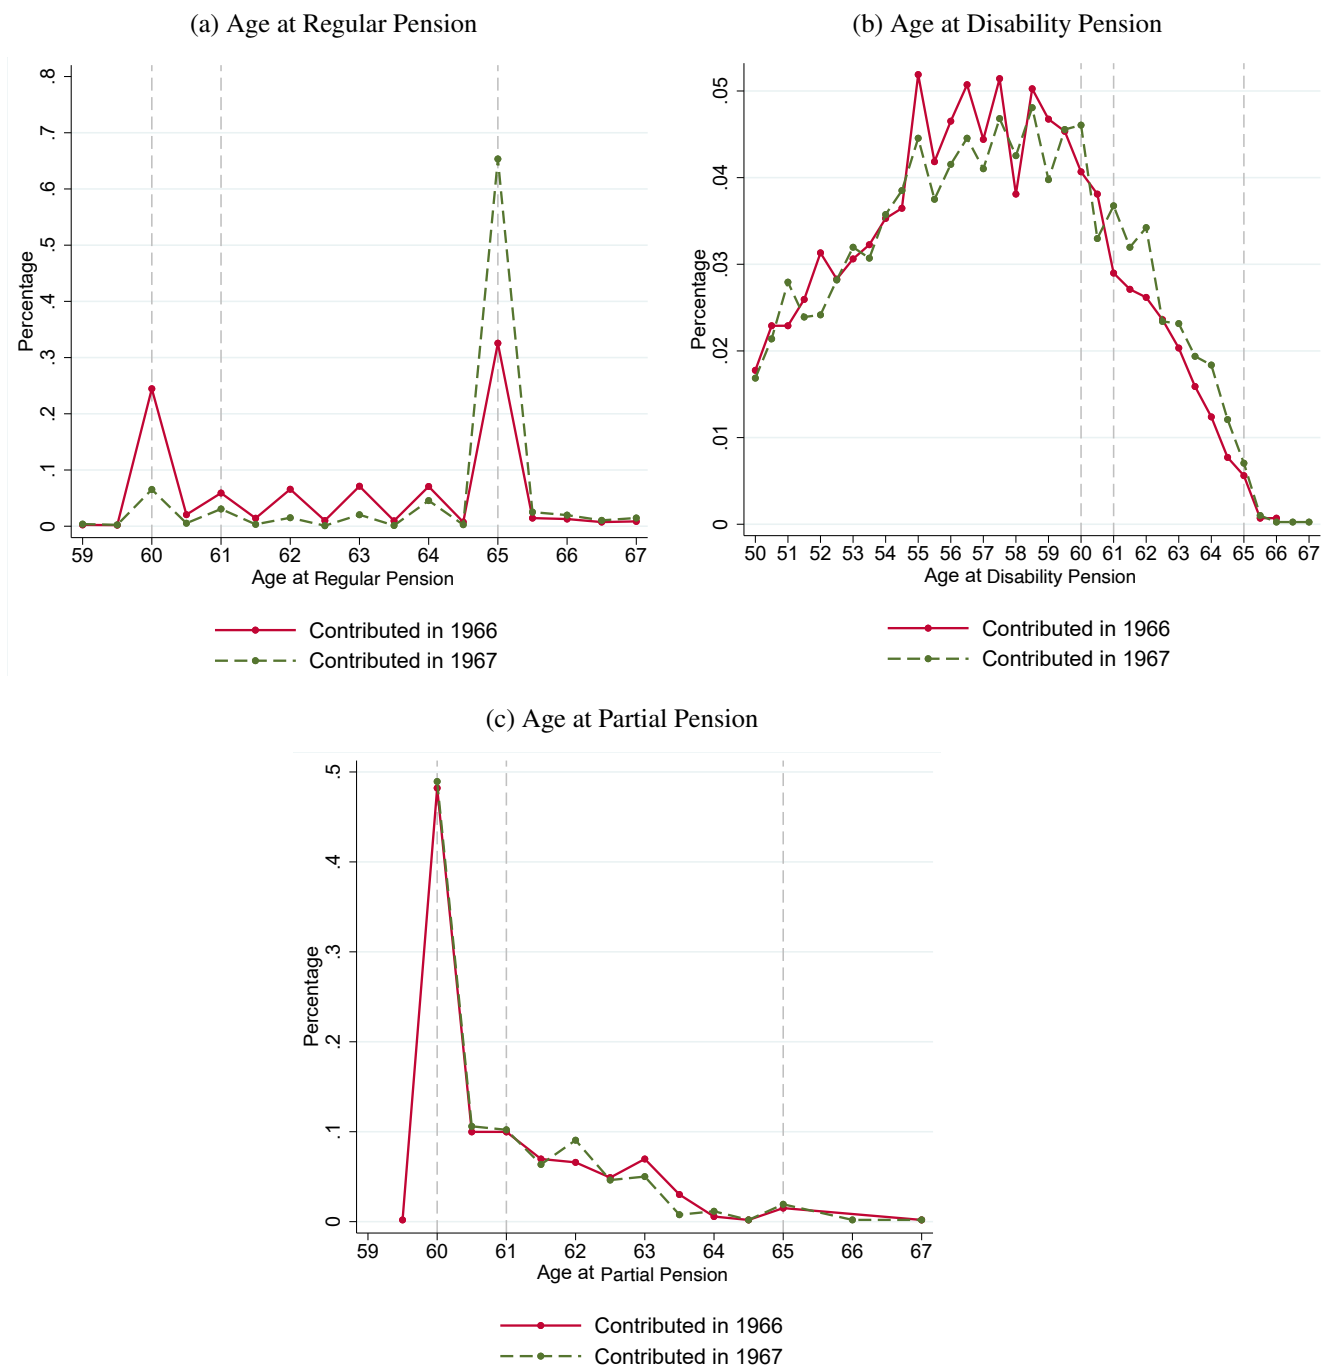 (a) Age at Regular Pension
Percentage
.8
.7
.6
.5
.4
.3
.2
.1
0
59 60 61 62 63 64 65 66 67
Age at Regular Pension
Contributed in 1966
Contributed in 1967
(b) Age at Disability Pension
Percentage
.05
.04
.03
.02
.01
0
50 51 52 53 54 55 56 57 58 59 60 61 62 63 64 65 66 67
Age at Disability Pension
Contributed in 1966
Contributed in 1967
(c) Age at Partial Pension
Percentage
.5
.4
.3
.2
.1
0
59 60 61 62 63 64 65 66 67
Age at Partial Pension
Contributed in 1966
Contributed in 1967